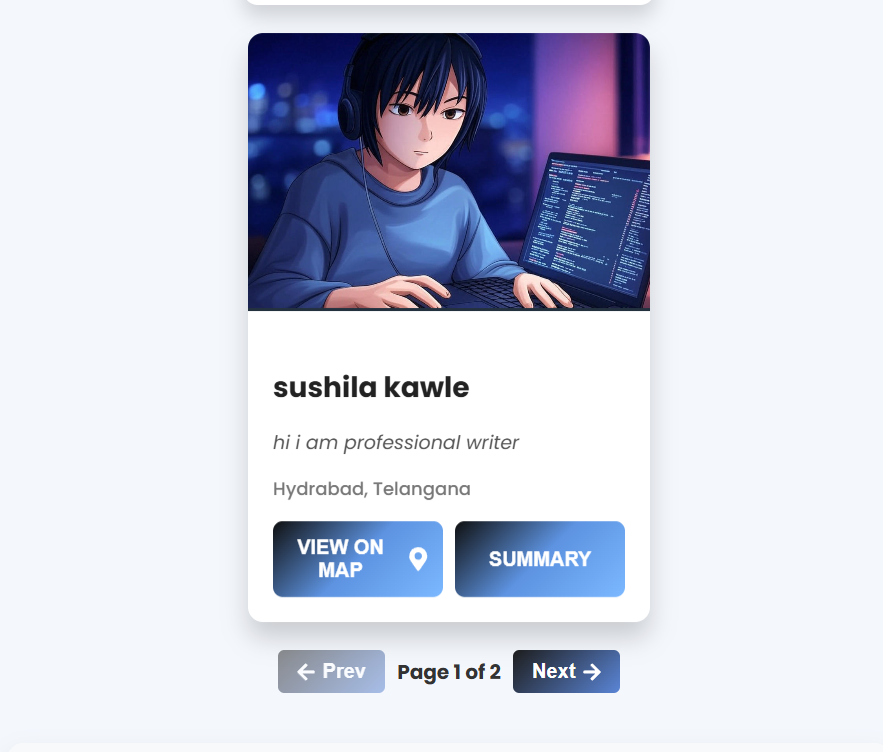 sushila kawle
hi i am professional writer
Hydrabad, Telangana
VIEW ON
MAP
SUMMARY
Prev
Page 1 of 2
Next